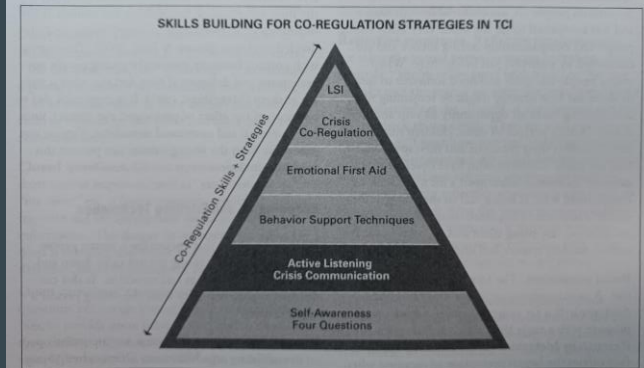 SKILLS BUILDING FOR CO-REGULATION STRATEGIES IN TCI
Co-Regulation Skills + Strategies
LSI
Crisis
Co-Regulation
Emotional First Aid
Behavior Support Techniques
Active Listening
Crisis Communication
Self-Awareness
Four Questions